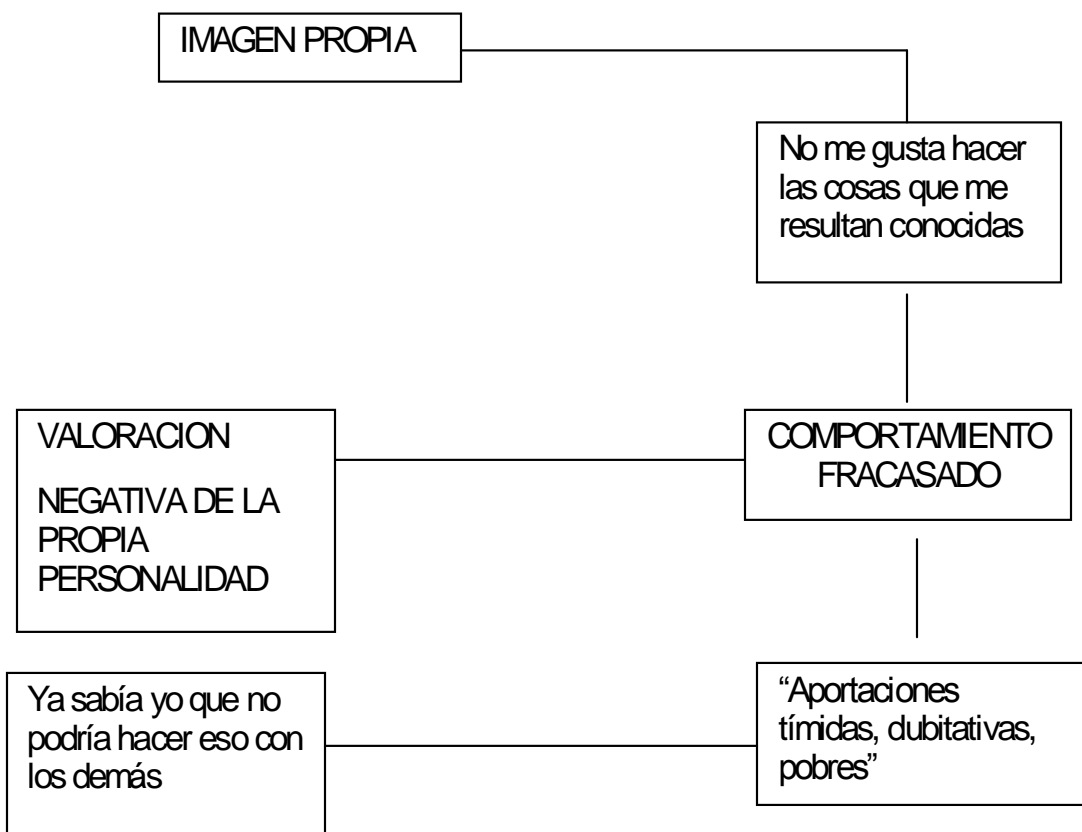 IMAGEN PROPIA
No me gusta hacer
las cosas que me
resultan conocidas
VALORACION
NEGATIVA DE LA
PROPIA
PERSONALIDAD
COMPORTAMIENTO
FRACASADO
Ya sabía yo que no
podría hacer eso con
los demás
“Aportaciones
tímidas, dubitativas,
pobres”